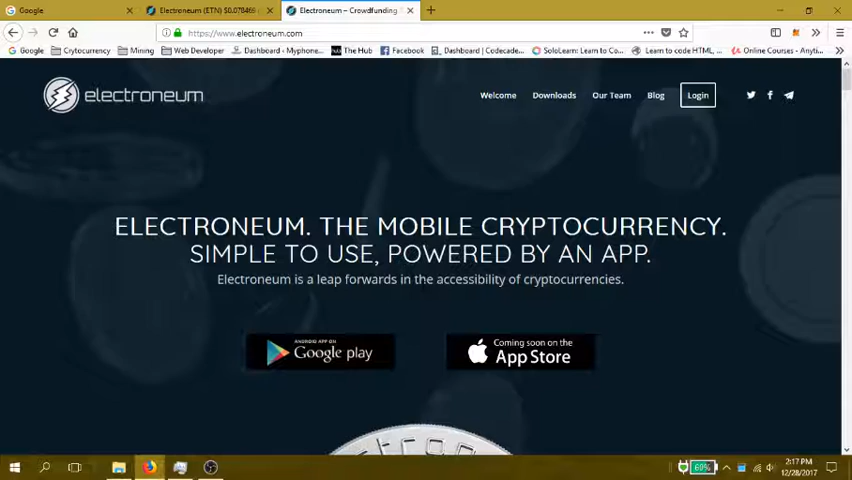 Google
Electroneum (ETN) $0.078469
Electroneum – Crowdfunding
https://www.electroneum.com
Google
Crytocurrency
Mining
Web Developer
Dashboard - Myphone...
The Hub
Facebook
Dashboard | Codecade...
SoloLearn: Learn to Co...
Learn to code HTML, ...
Online Courses - Anyti...
electroneum
Welcome
Downloads
Our Team
Blog
Login
ELECTRONEUM. THE MOBILE CRYPTOCURRENCY.
SIMPLE TO USE, POWERED BY AN APP.
Electroneum is a leap forwards in the accessibility of cryptocurrencies.
ANDROID APP ON
Google play
Coming soon on the
App Store
69%
2:17 PM
12/28/2017